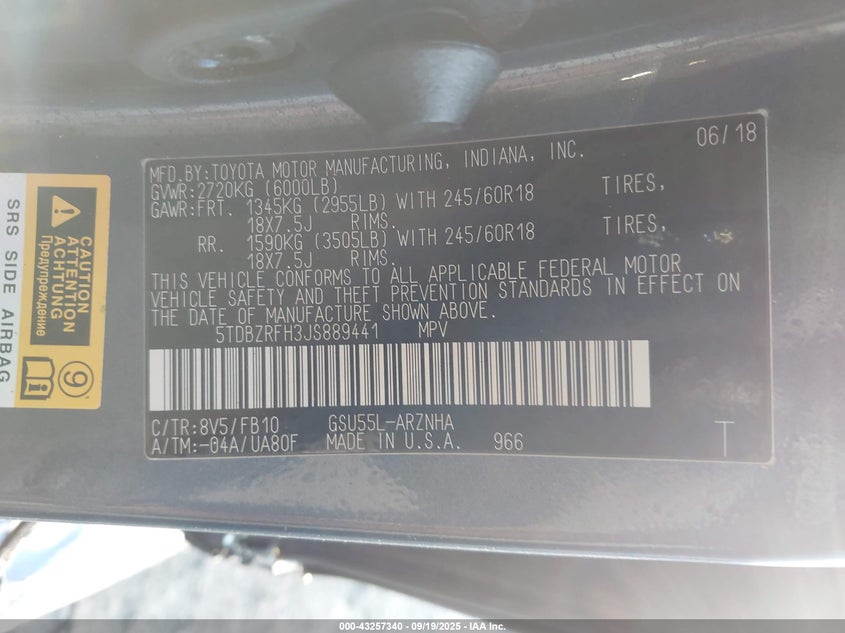 MFD.BY:TOYOTA MOTOR MANUFACTURING, INDIANA, INC. 06/18
GVWR:2720KG (6000LB)
GAWR:FRT. 1345KG (2955LB) WITH 245/60R18 TIRES,
18X7.5J RIMS.
RR. 1590KG (3505LB) WITH 245/60R18 TIRES,
18X7.5J RIMS.
THIS VEHICLE CONFORMS TO ALL APPLICABLE FEDERAL MOTOR
VEHICLE SAFETY AND THEFT PREVENTION STANDARDS IN EFFECT ON
THE DATE OF MANUFACTURE SHOWN ABOVE.
5TDBZRFH3JS889441 MPV
C/TR:8V5/FB10 GSU55L-ARZNHA
A/TM:-04A/UA80F MADE IN U.S.A. 966 T
CAUTION
ATTENTION
ACHTUNG
Предупреждение
SRS SIDE AIRBAG
i 9
000-43257340 - 09/19/2025 - IAA Inc.